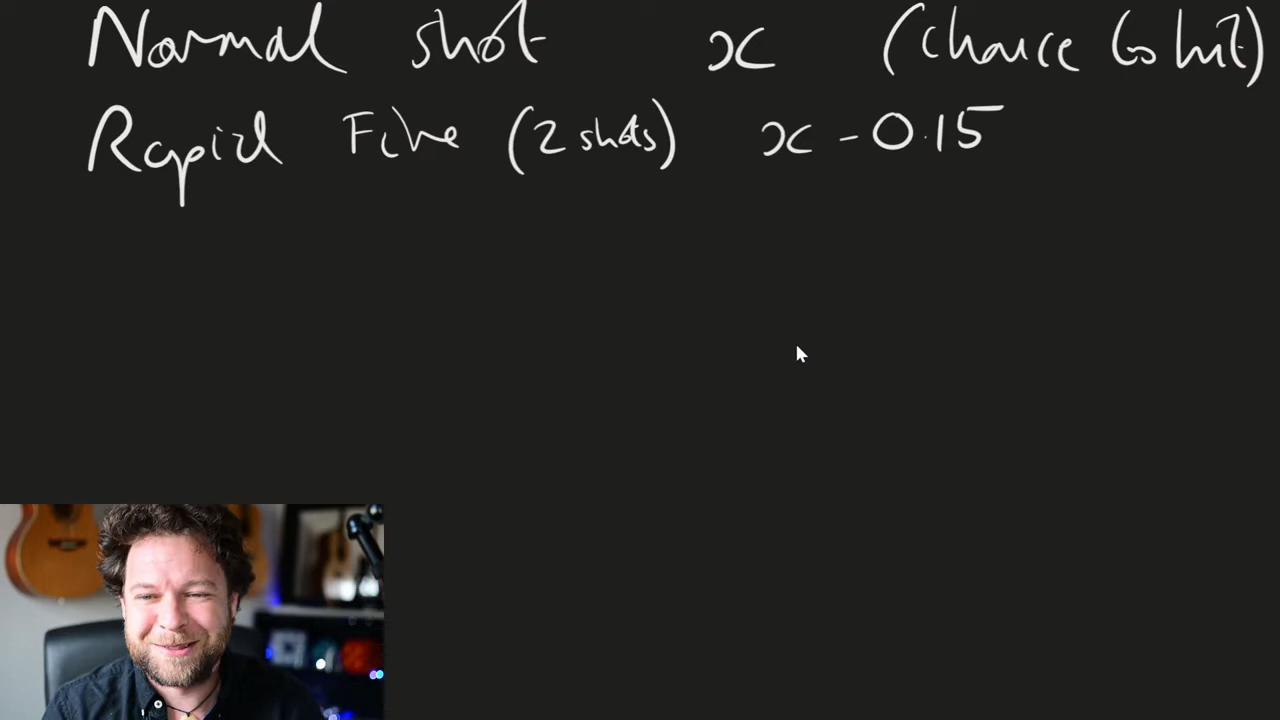 Normal shot x (chance to hit)
Rapid Fire (2 shots) x - 0.15